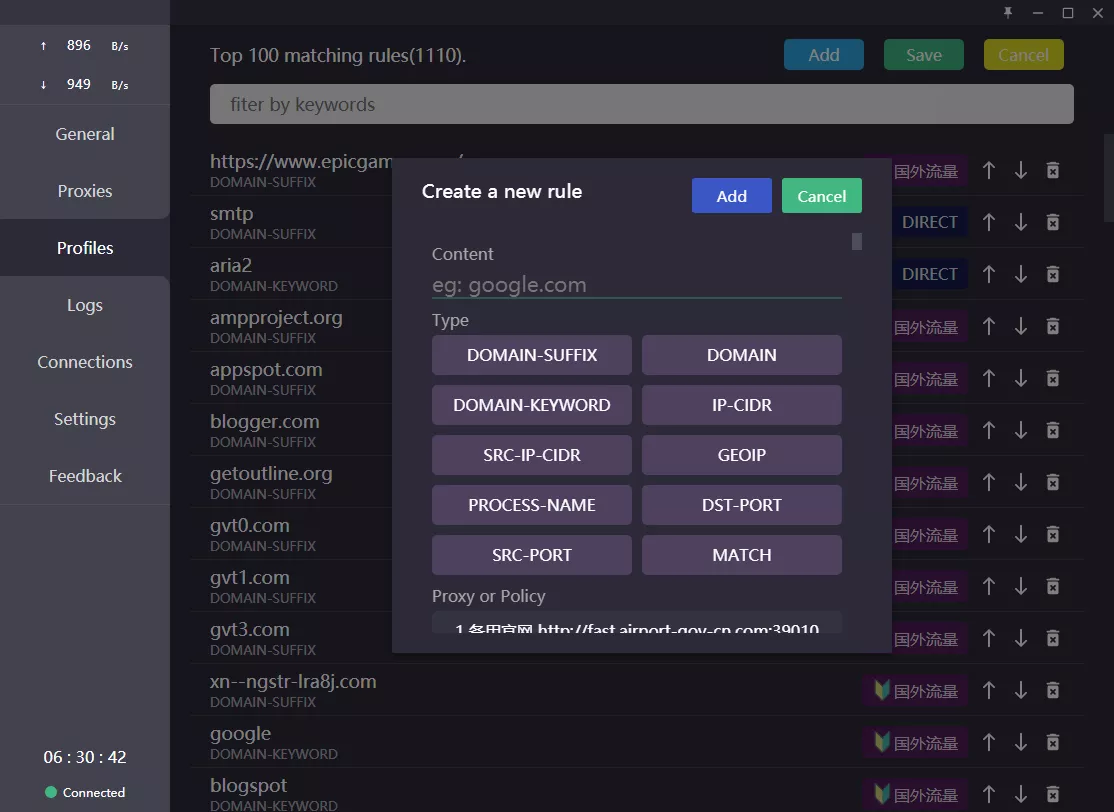 ↑ 896 B/s
↓ 949 B/s
General
Proxies
Profiles
Logs
Connections
Settings
Feedback
06 : 30 : 42
Connected
Top 100 matching rules(1110).
Add Save Cancel
fiter by keywords
https://www.epicgam
DOMAIN-SUFFIX
国外流量
smtp
DOMAIN-SUFFIX
DIRECT
aria2
DOMAIN-KEYWORD
DIRECT
ampproject.org
DOMAIN-SUFFIX
国外流量
appspot.com
DOMAIN-SUFFIX
国外流量
blogger.com
DOMAIN-SUFFIX
国外流量
getoutline.org
DOMAIN-SUFFIX
国外流量
gvt0.com
DOMAIN-SUFFIX
国外流量
gvt1.com
DOMAIN-SUFFIX
国外流量
gvt3.com
DOMAIN-SUFFIX
国外流量
xn--ngstr-lra8j.com
DOMAIN-SUFFIX
🔰国外流量
google
DOMAIN-KEYWORD
🔰国外流量
blogspot
DOMAIN-KEYWORD
🔰国外流量
Create a new rule
Add Cancel
Content
eg: google.com
Type
DOMAIN-SUFFIX DOMAIN
DOMAIN-KEYWORD IP-CIDR
SRC-IP-CIDR GEOIP
PROCESS-NAME DST-PORT
SRC-PORT MATCH
Proxy or Policy
1.备用官网 http://fast.airport-gov-cn.com:39010